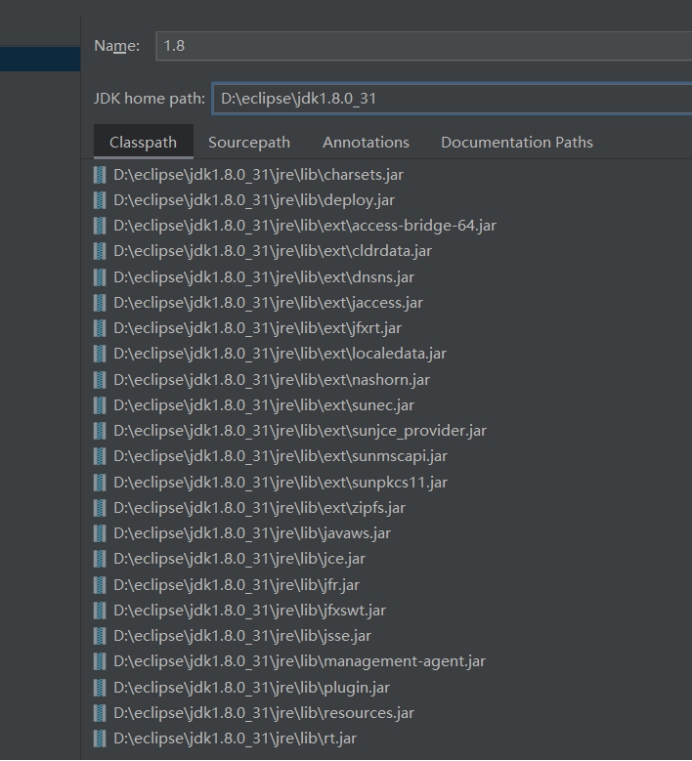 Name: 1.8
JDK home path: D:\eclipse\jdk1.8.0_31
Classpath Sourcepath Annotations Documentation Paths
D:\eclipse\jdk1.8.0_31\jre\lib\charsets.jar
D:\eclipse\jdk1.8.0_31\jre\lib\deploy.jar
D:\eclipse\jdk1.8.0_31\jre\lib\ext\access-bridge-64.jar
D:\eclipse\jdk1.8.0_31\jre\lib\ext\cldrdata.jar
D:\eclipse\jdk1.8.0_31\jre\lib\ext\dnsns.jar
D:\eclipse\jdk1.8.0_31\jre\lib\ext\jaccess.jar
D:\eclipse\jdk1.8.0_31\jre\lib\ext\jfxrt.jar
D:\eclipse\jdk1.8.0_31\jre\lib\ext\localedata.jar
D:\eclipse\jdk1.8.0_31\jre\lib\ext\nashorn.jar
D:\eclipse\jdk1.8.0_31\jre\lib\ext\sunec.jar
D:\eclipse\jdk1.8.0_31\jre\lib\ext\sunjce_provider.jar
D:\eclipse\jdk1.8.0_31\jre\lib\ext\sunmscapi.jar
D:\eclipse\jdk1.8.0_31\jre\lib\ext\sunpkcs11.jar
D:\eclipse\jdk1.8.0_31\jre\lib\ext\zipfs.jar
D:\eclipse\jdk1.8.0_31\jre\lib\javaws.jar
D:\eclipse\jdk1.8.0_31\jre\lib\jce.jar
D:\eclipse\jdk1.8.0_31\jre\lib\jfr.jar
D:\eclipse\jdk1.8.0_31\jre\lib\jfxswt.jar
D:\eclipse\jdk1.8.0_31\jre\lib\jsse.jar
D:\eclipse\jdk1.8.0_31\jre\lib\management-agent.jar
D:\eclipse\jdk1.8.0_31\jre\lib\plugin.jar
D:\eclipse\jdk1.8.0_31\jre\lib\resources.jar
D:\eclipse\jdk1.8.0_31\jre\lib\rt.jar